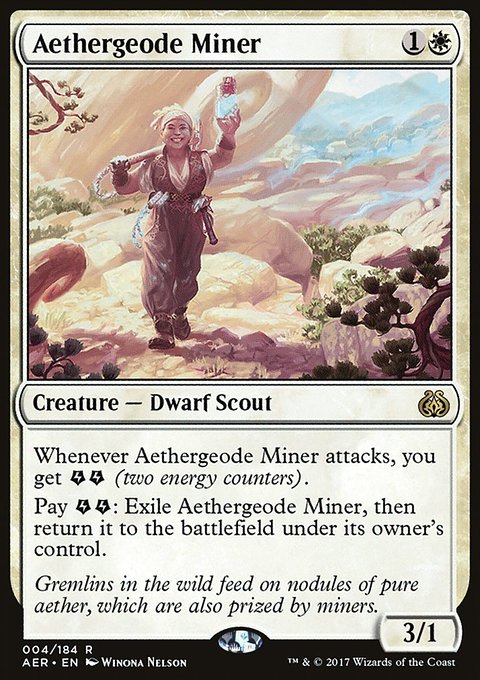 Aethergeode Miner 1
Creature — Dwarf Scout
Whenever Aethergeode Miner attacks, you
get (two energy counters).
Pay : Exile Aethergeode Miner, then
return it to the battlefield under its owner's
control.
Gremlins in the wild feed on nodules of pure
aether, which are also prized by miners.
3/1
004/184 R
AER • EN Winona Nelson
™ & © 2017 Wizards of the Coast